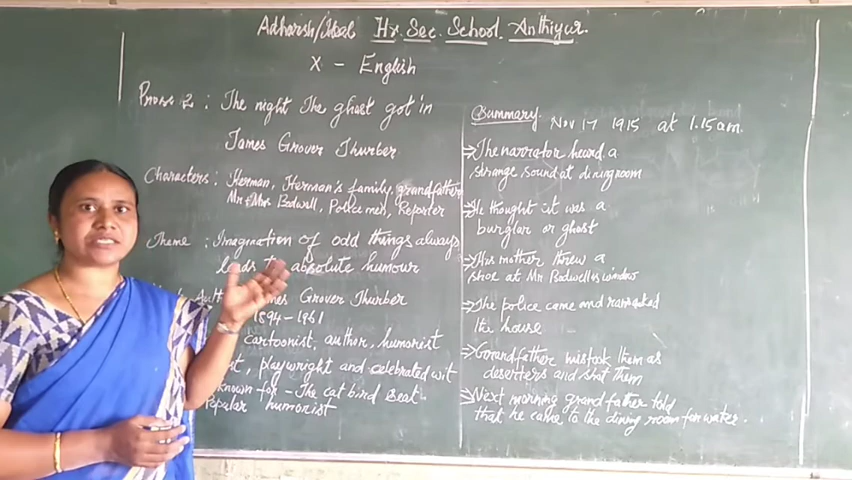 Adharsh/Ideal Hr. Sec. School. Anthiyur.
X - English
Prose 2 : The night The ghost got in
James Grover Thurber
Characters : Herman, Herman's family, grandfather
Mr & Mrs Bodwell, Policemen, Reporter
Theme : Imagination of odd things always
leads to absolute humour
James Grover Thurber
1894 - 1961
cartoonist, author, humorist
playwright and celebrated wit
known for - The cat bird seat
Popular humorist
Summary. Nov 17 1915 at 1.15am.
⇒ The narrator heard a
strange sound at dining room
⇒ He thought it was a
burglar or ghost
⇒ His mother threw a
shoe at Mr Bodwell's window
⇒ The police came and ransacked
the house
⇒ Grandfather mistook them as
deserters and shot them
⇒ Next morning grandfather told
that he came to the dining room for water.